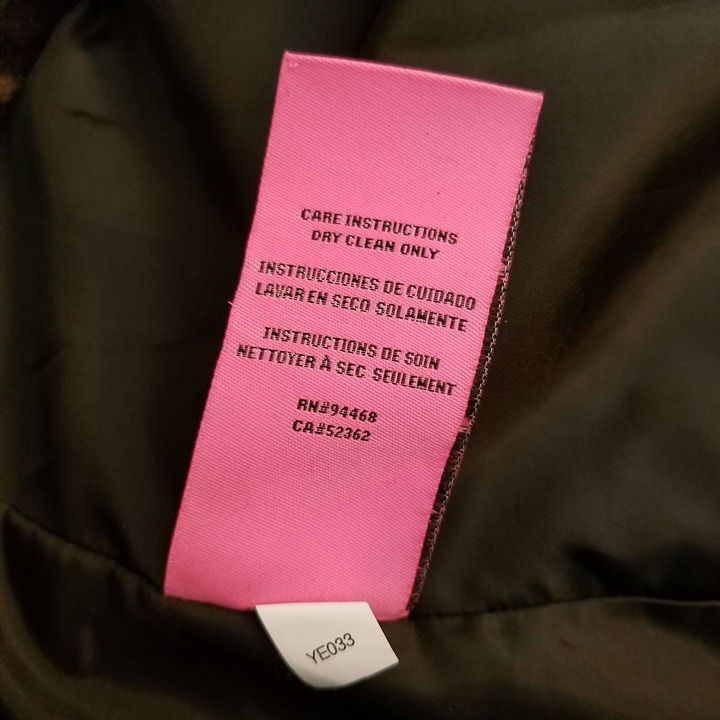 CARE INSTRUCTIONS
DRY CLEAN ONLY
INSTRUCCIONES DE CUIDADO
LAVAR EN SECO SOLAMENTE
INSTRUCTIONS DE SOIN
NETTOYER À SEC SEULEMENT
RN#94468
CA#52362
YE033